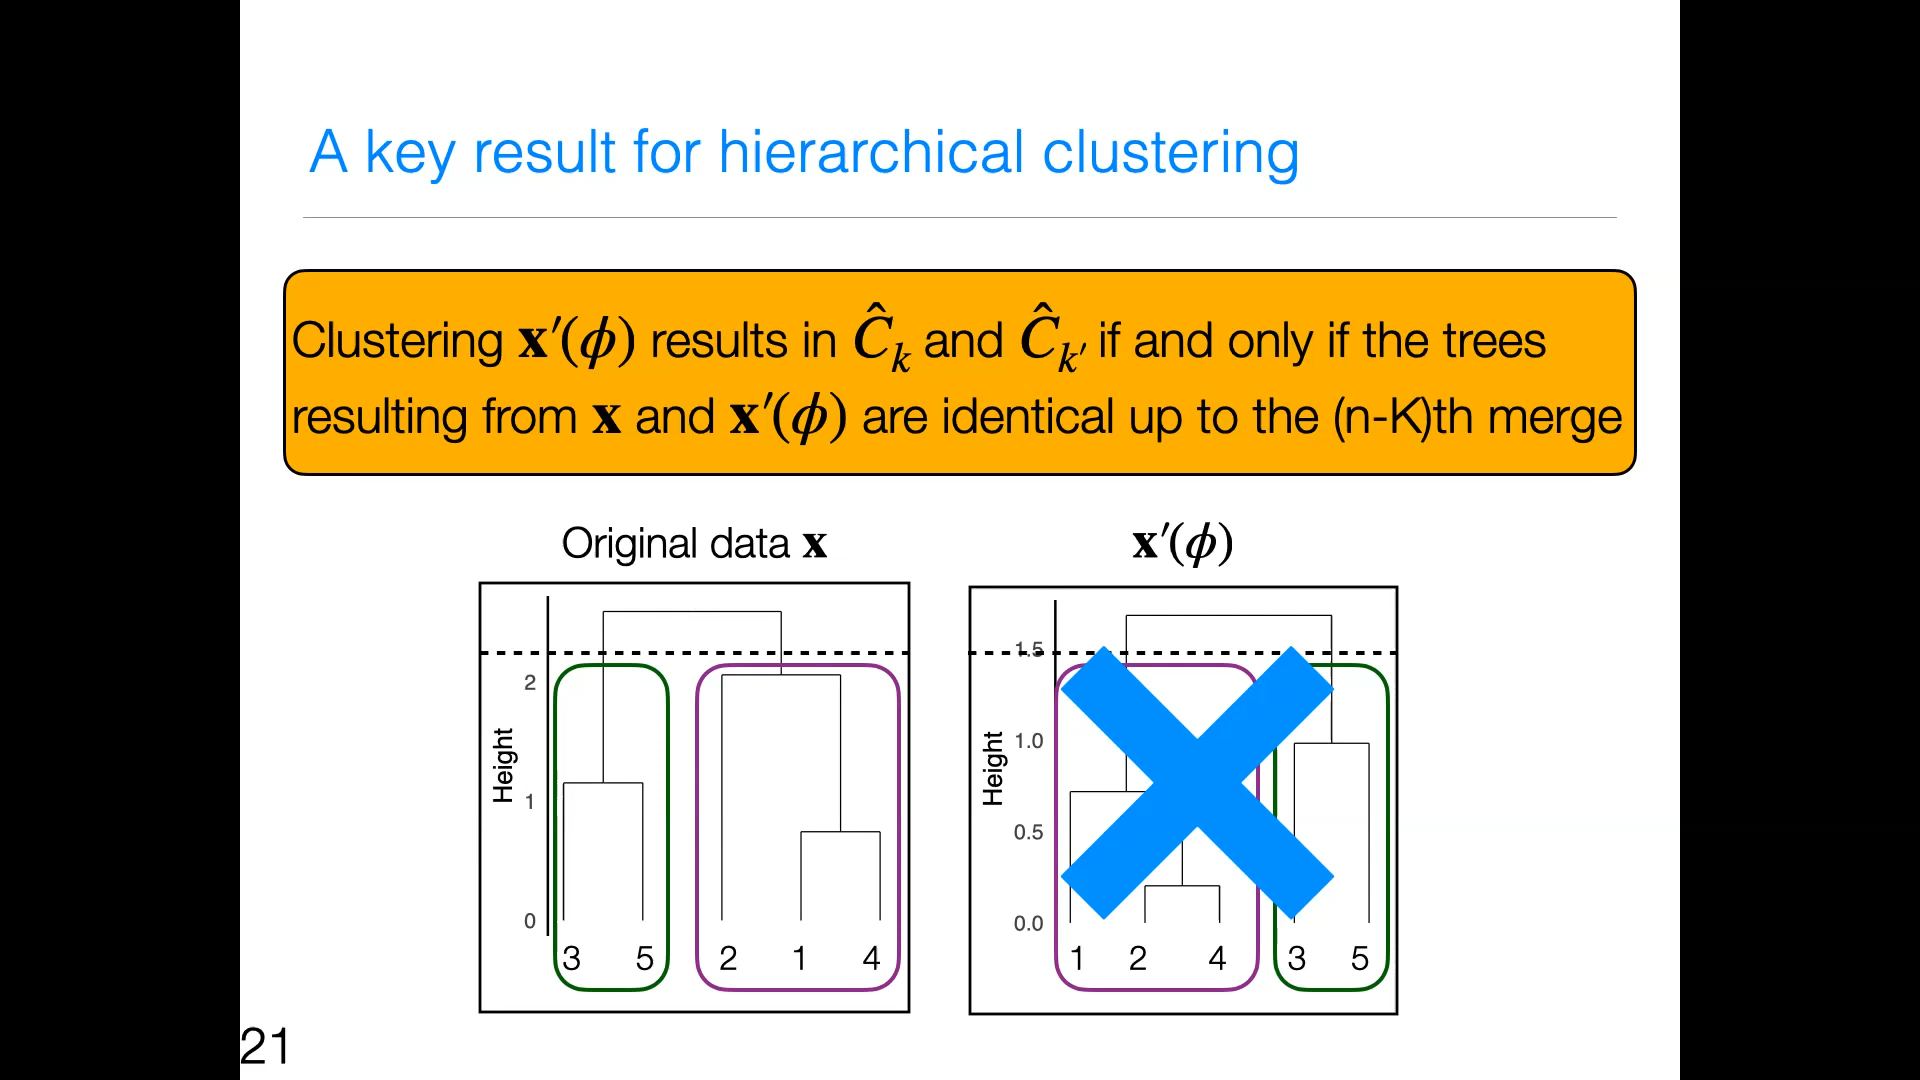 A key result for hierarchical clustering
Clustering x′(ϕ) results in Ĉk and Ĉk′ if and only if the trees
resulting from x and x′(ϕ) are identical up to the (n-K)th merge
Original data x
x′(ϕ)
Height
2
1
0
3 5 2 1 4
Height
1.5
1.0
0.5
0.0
1 2 4 3 5
21